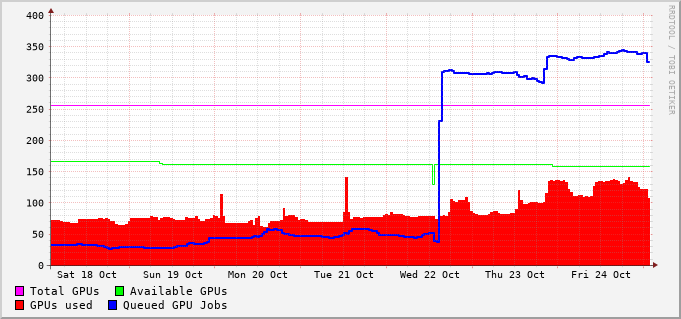 RRDTOOL / TOBI OETIKER
400
350
300
250
200
150
100
50
0
Sat 18 Oct Sun 19 Oct Mon 20 Oct Tue 21 Oct Wed 22 Oct Thu 23 Oct Fri 24 Oct
Total GPUs Available GPUs
GPUs used Queued GPU Jobs